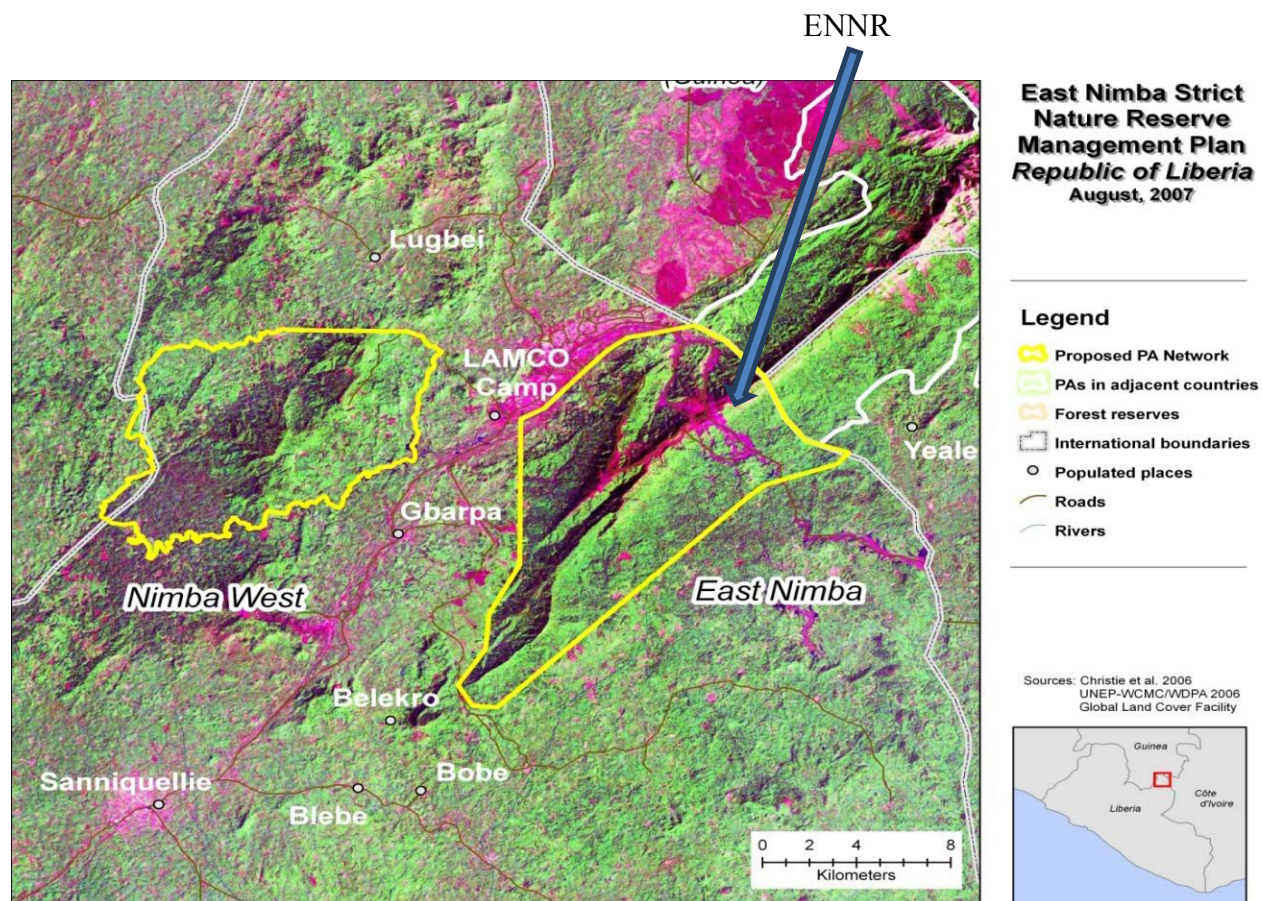 ENNR
(Guinea)
Lugbei
LAMCO
Camp
Yeale
Gbarpa
Nimba West
East Nimba
Belekro
Sanniquellie
Bobe
Blebe
0 2 4 6 8
Kilometers
East Nimba Strict
Nature Reserve
Management Plan
Republic of Liberia
August, 2007
Legend
Proposed PA Network
PAs in adjacent countries
Forest reserves
International boundaries
Populated places
Roads
Rivers
Sources: Christie et al. 2006
UNEP-WCMC/WDPA 2006
Global Land Cover Facility
Guinea
Liberia
Côte
d'Ivoire